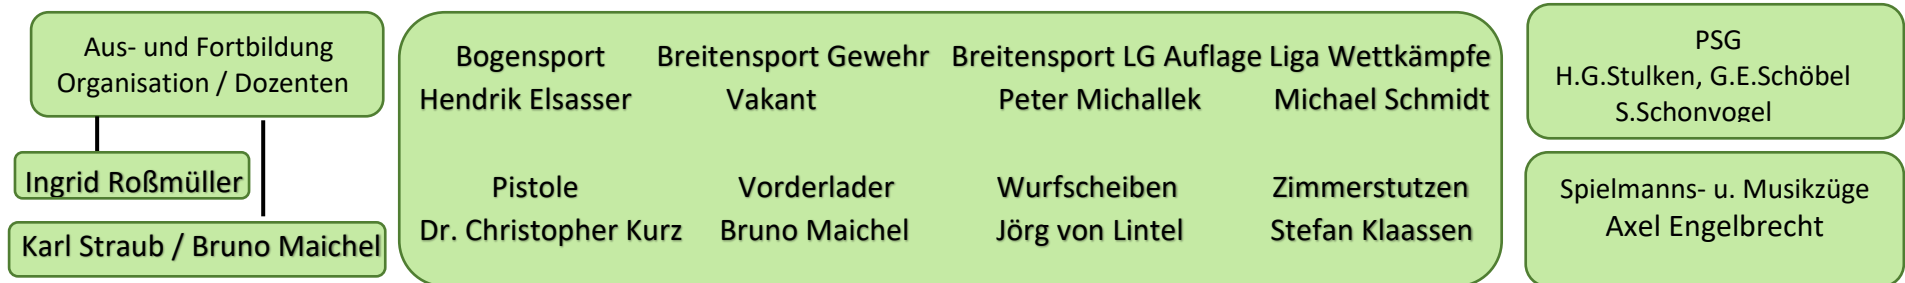 Aus- und Fortbildung
Organisation / Dozenten
Ingrid Roßmüller
Karl Straub / Bruno Maichel
Bogensport Breitensport Gewehr Breitensport LG Auflage Liga Wettkämpfe
Hendrik Elsasser Vakant Peter Michallek Michael Schmidt
Pistole Vorderlader Wurfscheiben Zimmerstutzen
Dr. Christopher Kurz Bruno Maichel Jörg von Lintel Stefan Klaassen
PSG
H.G.Stulken, G.E.Schöbel
S.Schonvogel
Spielmanns- u. Musikzüge
Axel Engelbrecht